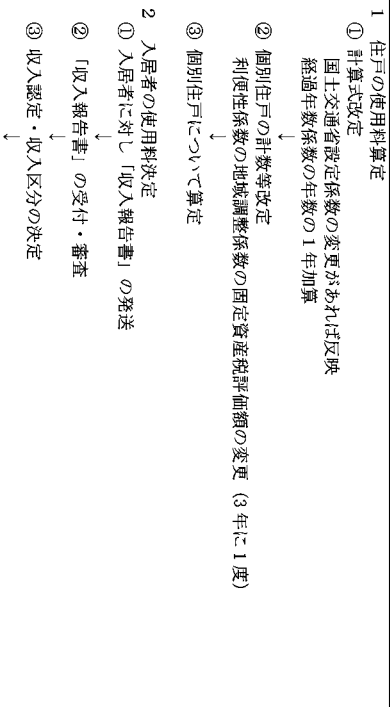 1 住戸の使用料算定
① 計算式改定
国土交通省設定係数の変更があれば反映
経過年数係数の年数の1年加算
↓
② 個別住戸の計数等改定
利便性係数の地域調整係数の固定資産税評価額の変更（3年に1度）
↓
③ 個別住戸について算定
2 入居者の使用料決定
① 入居者に対し「収入報告書」の発送
↓
② 「収入報告書」の受付・審査
↓
③ 収入認定・収入区分の決定
↓